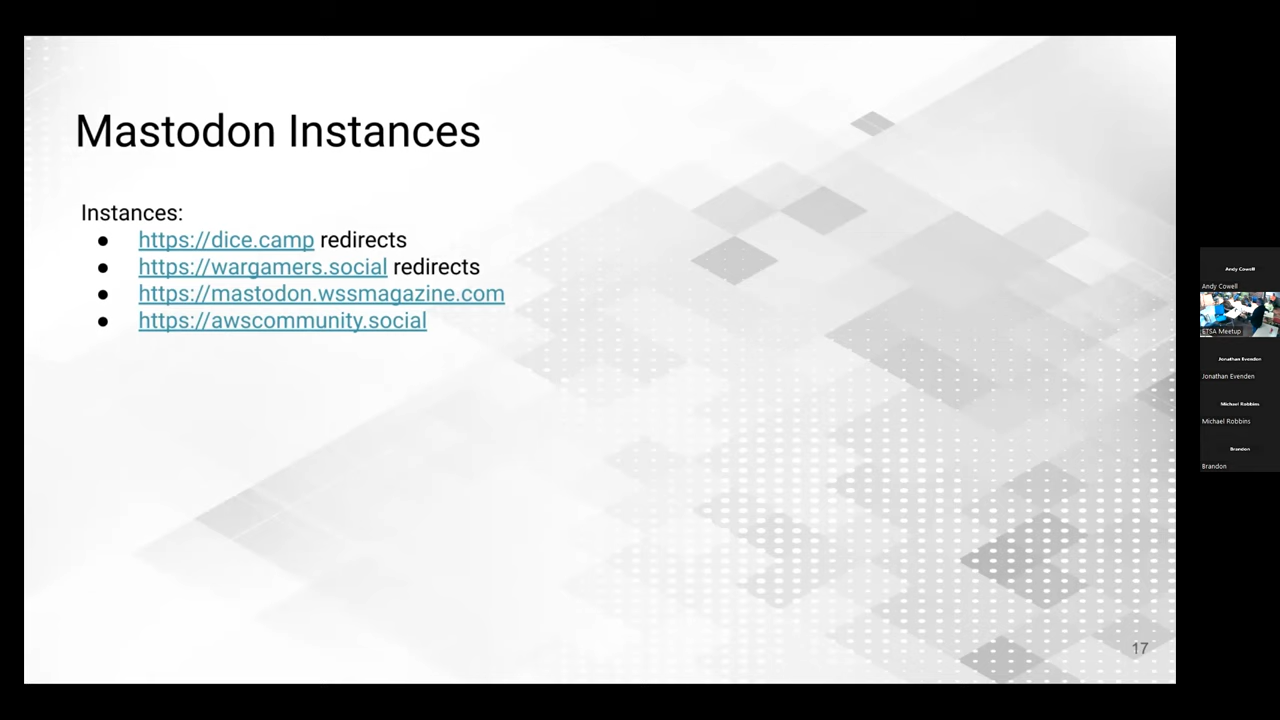 Mastodon Instances
Instances:
● https://dice.camp redirects
● https://wargamers.social redirects
● https://mastodon.wssmagazine.com
● https://awscommunity.social
17
Andy Cowell
Andy Cowell
ETSA Meetup
Jonathan Evenden
Jonathan Evenden
Michael Robbins
Michael Robbins
Brandon
Brandon